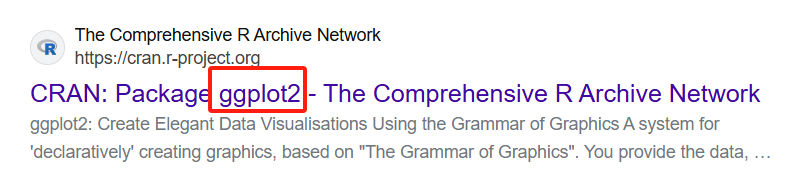 The Comprehensive R Archive Network
https://cran.r-project.org
CRAN: Package ggplot2 - The Comprehensive R Archive Network
ggplot2: Create Elegant Data Visualisations Using the Grammar of Graphics A system for
'declaratively' creating graphics, based on "The Grammar of Graphics". You provide the data, …